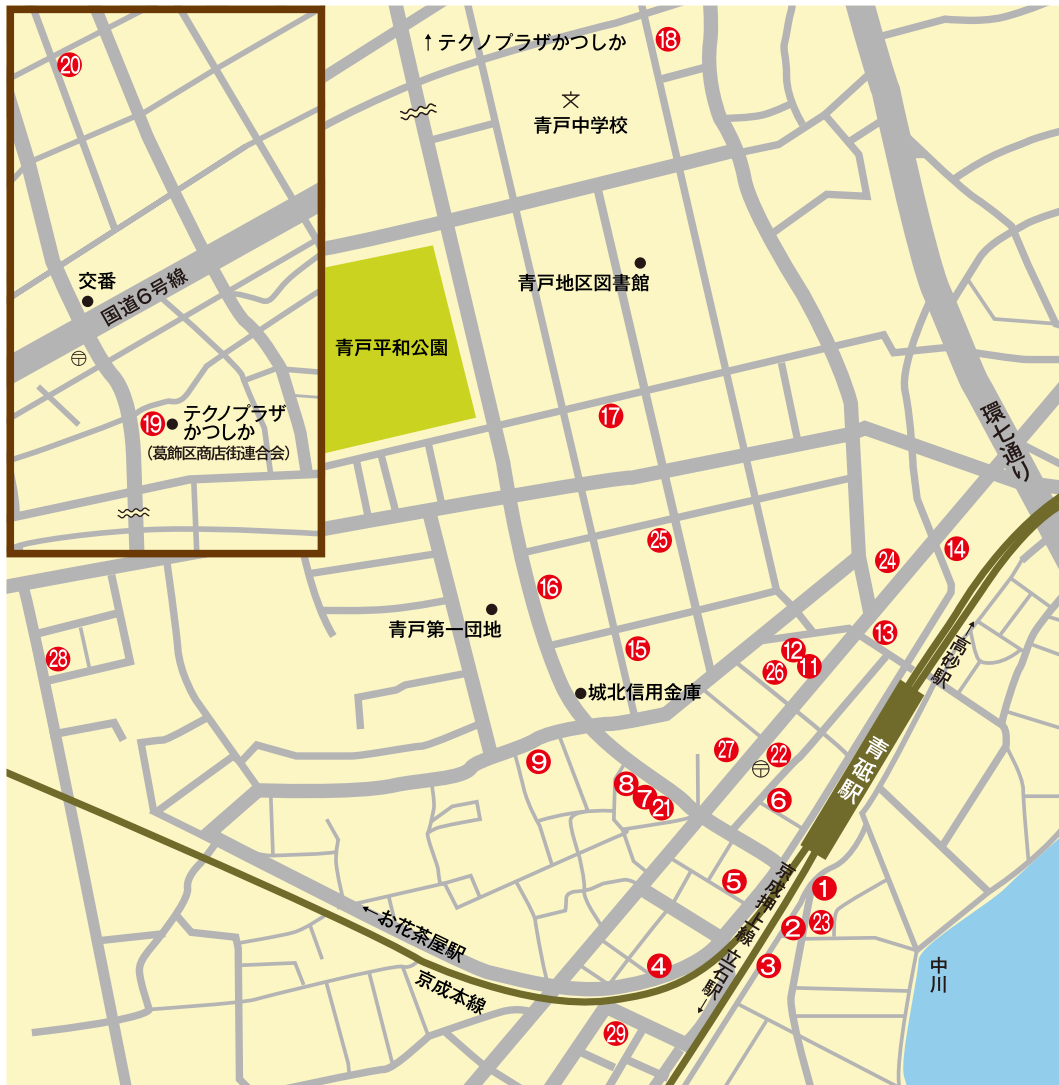 20
交番
国道6号線
〒
19
テクノプラザ
かつしか
(葛飾区商店街連合会)
↑テクノプラザかつしか
18
文
青戸中学校
青戸地区図書館
青戸平和公園
17
環七通り
25
24
14
16
青戸第一団地
15
13
12
11
26
28
城北信用金庫
→高砂駅
27
22
〒
青砥駅
9
8
7
21
6
5
1
京成押上線
2
23
←お花茶屋駅
4
立石駅→
3
京成本線
中川
29